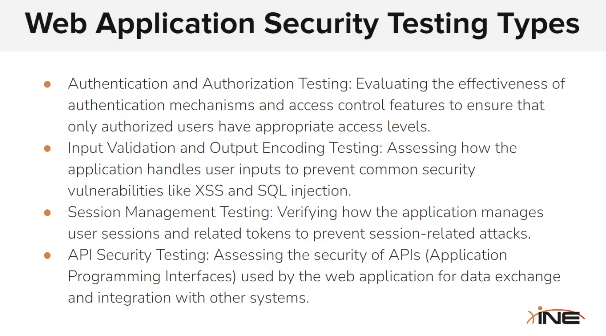 Web Application Security Testing Types
• Authentication and Authorization Testing: Evaluating the effectiveness of
authentication mechanisms and access control features to ensure that
only authorized users have appropriate access levels.
• Input Validation and Output Encoding Testing: Assessing how the
application handles user inputs to prevent common security
vulnerabilities like XSS and SQL injection.
• Session Management Testing: Verifying how the application manages
user sessions and related tokens to prevent session-related attacks.
• API Security Testing: Assessing the security of APIs (Application
Programming Interfaces) used by the web application for data exchange
and integration with other systems.
INE